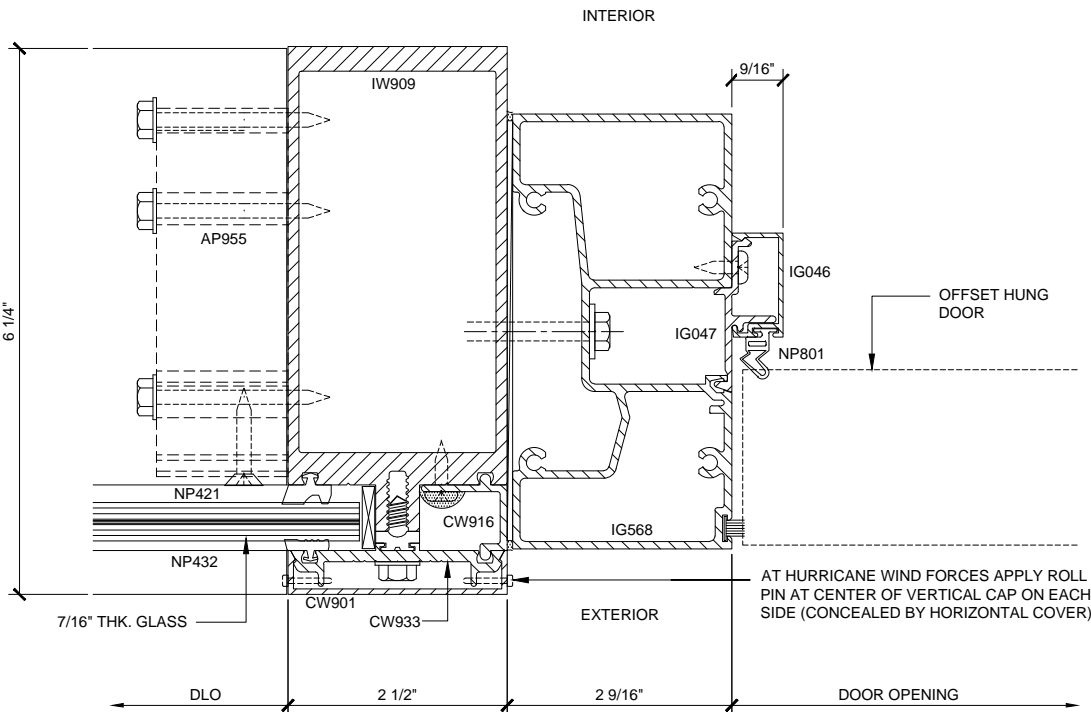 INTERIOR
9/16"
IW909
6 1/4"
AP955
IG046
OFFSET HUNG
DOOR
IG047
NP801
NP421
CW916
IG568
NP432
AT HURRICANE WIND FORCES APPLY ROLL
PIN AT CENTER OF VERTICAL CAP ON EACH
SIDE (CONCEALED BY HORIZONTAL COVER)
CW901
EXTERIOR
7/16" THK. GLASS
CW933
DLO
2 1/2"
2 9/16"
DOOR OPENING